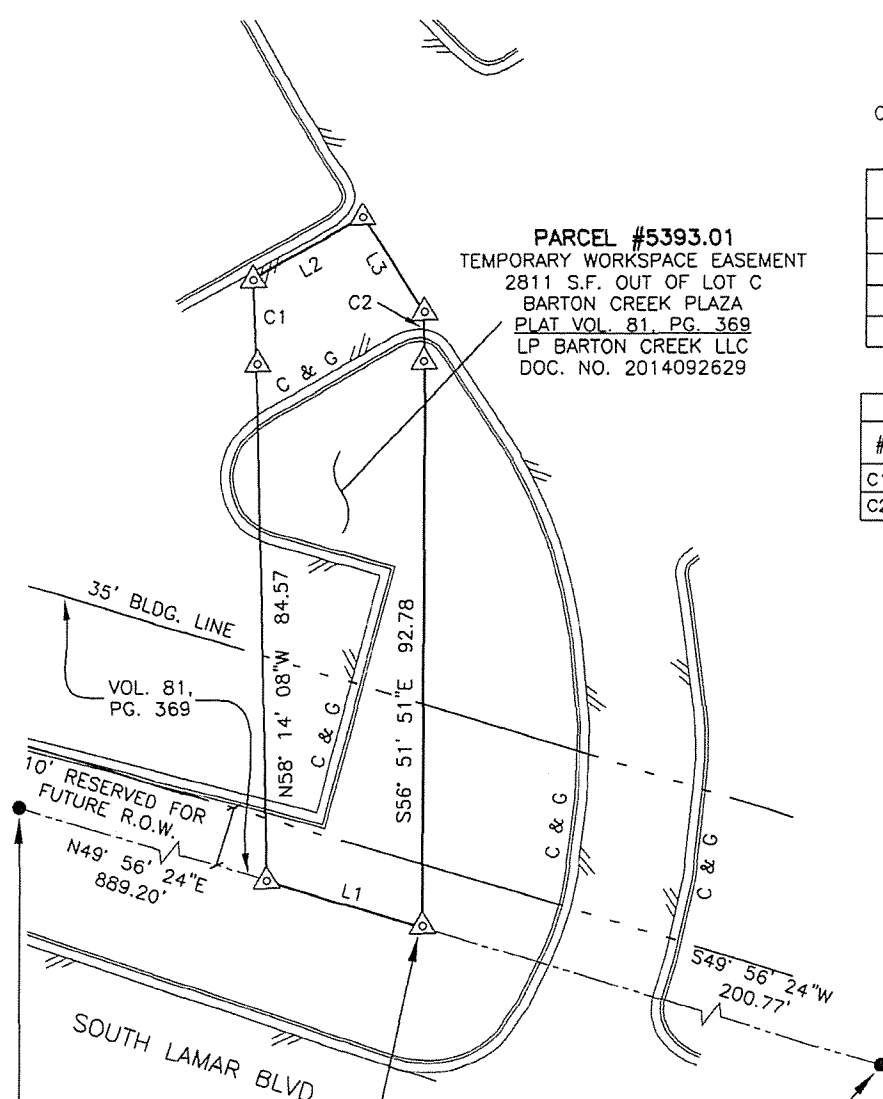 PARCEL #5393.01
TEMPORARY WORKSPACE EASEMENT
2811 S.F. OUT OF LOT C
BARTON CREEK PLAZA
PLAT VOL. 81, PG. 369
LP BARTON CREEK LLC
DOC. NO. 2014092629
L2
L3
C2
C1
C & G
35' BLDG. LINE
VOL. 81,
PG. 369
N58° 14' 08"W 84.57
S56° 51' 51"E 92.78
C & G
C & G
C & G
10' RESERVED FOR
FUTURE R.O.W.
N49° 56' 24"E
889.20'
L1
S49° 56' 24"W
200.77'
SOUTH LAMAR BLVD
#
C1
C2